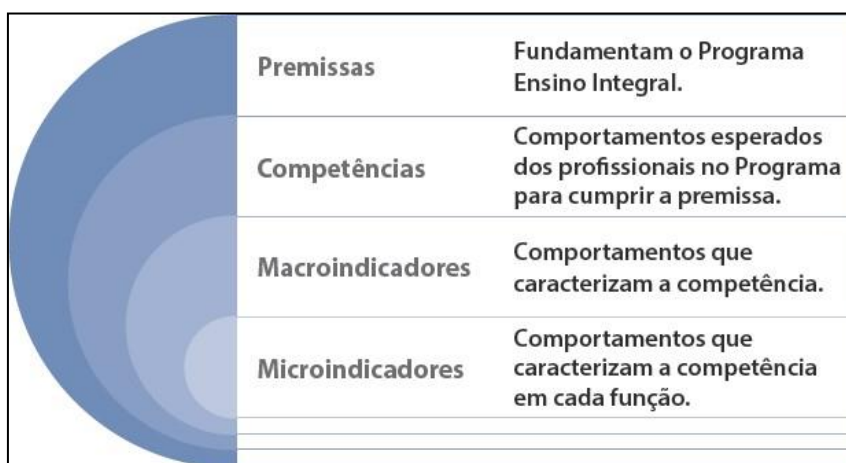 Premissas
Fundamentam o Programa
Ensino Integral.
Competências
Comportamentos esperados
dos profissionais no Programa
para cumprir a premissa.
Macroindicadores
Comportamentos que
caracterizam a competência.
Microindicadores
Comportamentos que
caracterizam a competência
em cada função.